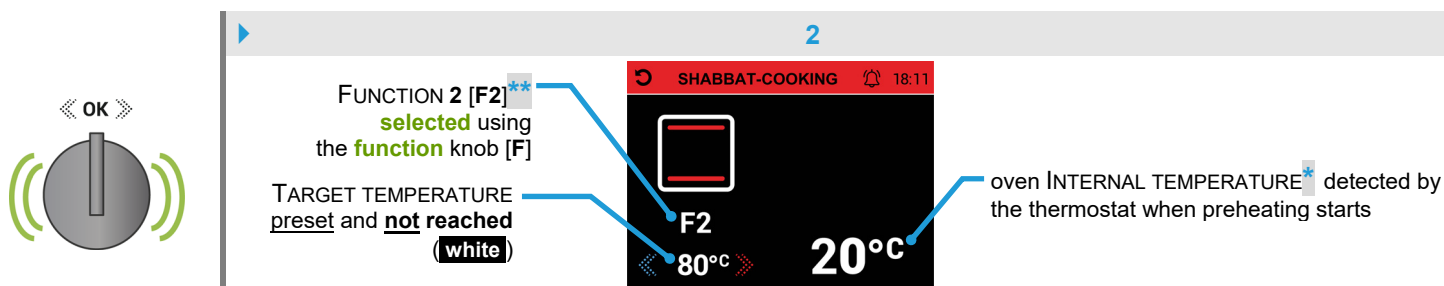 2
OK
FUNCTION 2 [F2]**
selected using
the function knob [F]
TARGET TEMPERATURE
preset and not reached
(white)
SHABBAT-COOKING 18:11
F2
80°C
20°C
oven INTERNAL TEMPERATURE* detected by
the thermostat when preheating starts